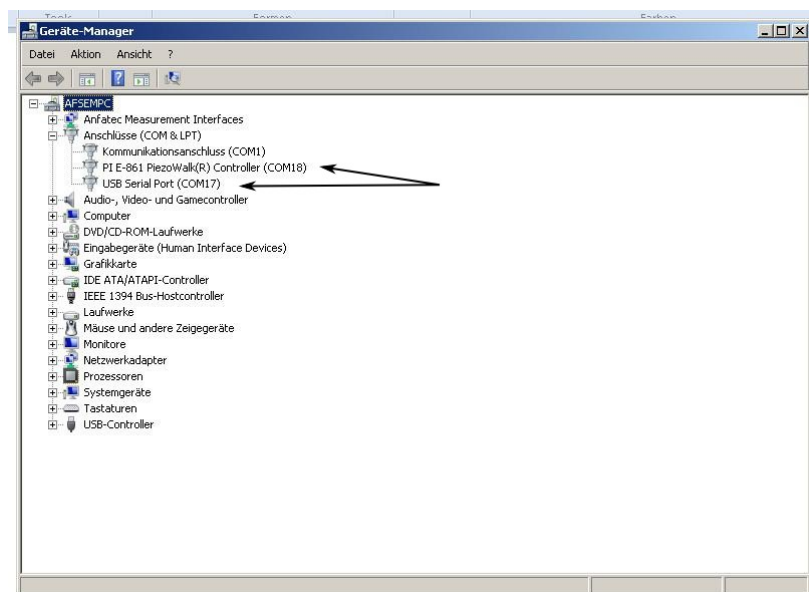 Tools Formen Farben
Geräte-Manager
Datei Aktion Ansicht ?
AFSEMPC
Anfatec Measurement Interfaces
Anschlüsse (COM & LPT)
Kommunikationsanschluss (COM1)
PI E-861 PiezoWalk(R) Controller (COM18)
USB Serial Port (COM17)
Audio-, Video- und Gamecontroller
Computer
DVD/CD-ROM-Laufwerke
Eingabegeräte (Human Interface Devices)
Grafikkarte
IDE ATA/ATAPI-Controller
IEEE 1394 Bus-Hostcontroller
Laufwerke
Mäuse und andere Zeigegeräte
Monitore
Netzwerkadapter
Prozessoren
Systemgeräte
Tastaturen
USB-Controller